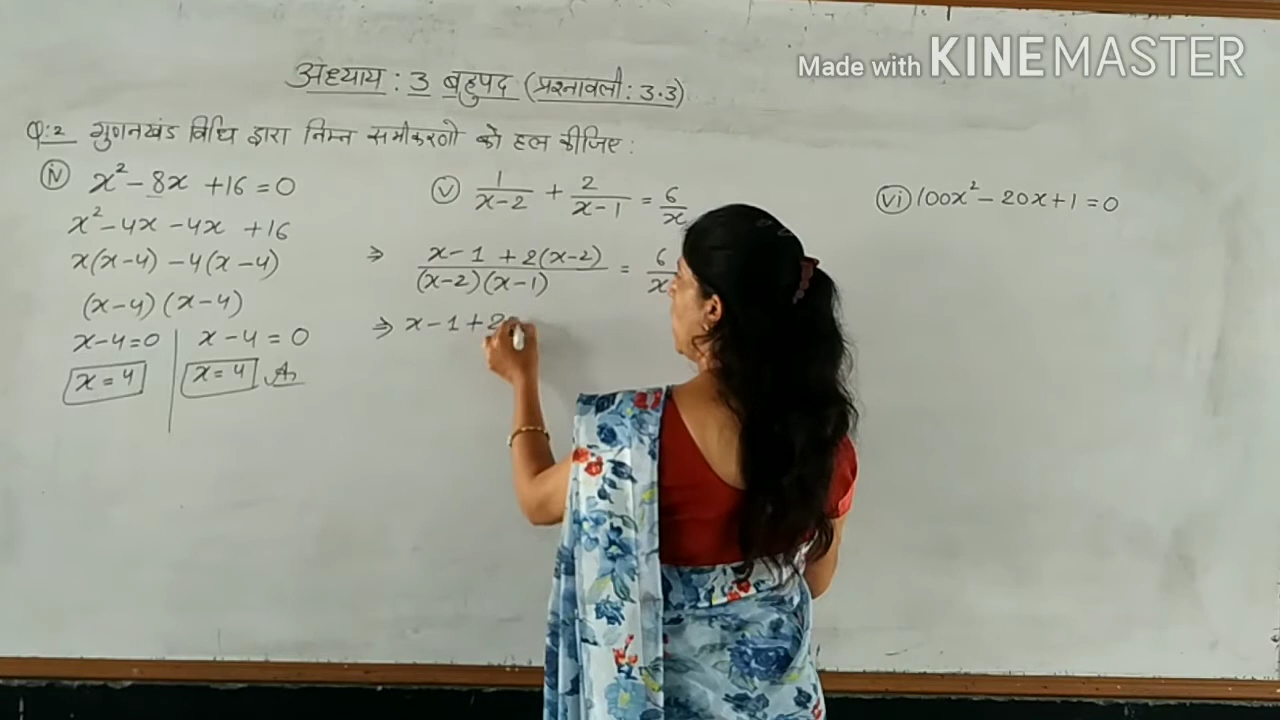 Made with KINEMASTER
अध्याय : 3 बहुपद (प्रश्नावली : 3.3)
Q:2 गुणनखंड विधि द्वारा निम्न समीकरणो को हल कीजिए :
(iv) x² - 8x + 16 = 0
x² - 4x - 4x + 16
x(x-4) - 4(x-4)
(x-4) (x-4)
x-4=0 | x-4=0
x=4 | x=4
(v) 1/(x-2) + 2/(x-1) = 6/x
⇒ (x-1+2(x-2))/((x-2)(x-1)) = 6/x
⇒ x-1+2
(vi) 100x² - 20x + 1 = 0